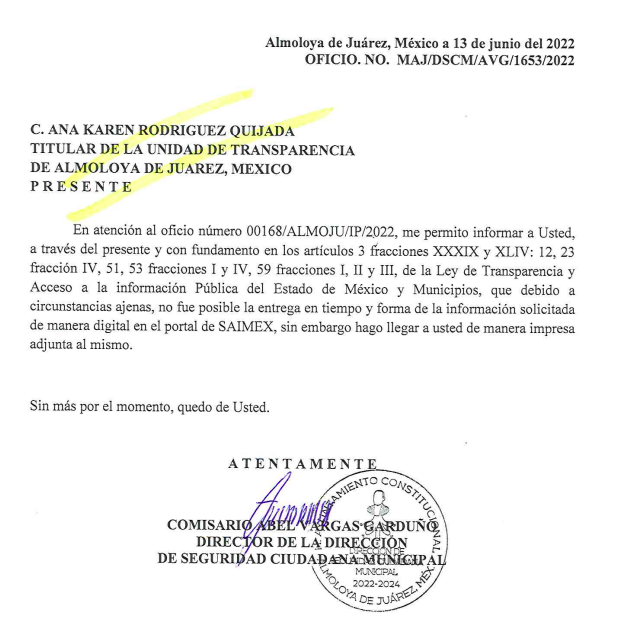 Almoloya de Juárez, México a 13 de junio del 2022
OFICIO. NO. MAJ/DSCM/AVG/1653/2022
C. ANA KAREN RODRIGUEZ QUIJADA
TITULAR DE LA UNIDAD DE TRANSPARENCIA
DE ALMOLOYA DE JUAREZ, MEXICO
P R E S E N T E
En atención al oficio número 00168/ALMOJU/IP/2022, me permito informar a Usted,
a través del presente y con fundamento en los artículos 3 fracciones XXXIX y XLIV: 12, 23
fracción IV, 51, 53 fracciones I y IV, 59 fracciones I, II y III, de la Ley de Transparencia y
Acceso a la información Pública del Estado de México y Municipios, que debido a
circunstancias ajenas, no fue posible la entrega en tiempo y forma de la información solicitada
de manera digital en el portal de SAIMEX, sin embargo hago llegar a usted de manera impresa
adjunta al mismo.
Sin más por el momento, quedo de Usted.
A T E N T A M E N T E
COMISARIO ABEL VARGAS GARDUÑO
DIRECTOR DE LA DIRECCIÓN
DE SEGURIDAD CIUDADANA MUNICIPAL
AYUNTAMIENTO CONSTITUCIONAL
DIRECCIÓN DE
SEGURIDAD CIUDADANA
MUNICIPAL
2022-2024
ALMOLOYA DE JUÁREZ, MÉX.